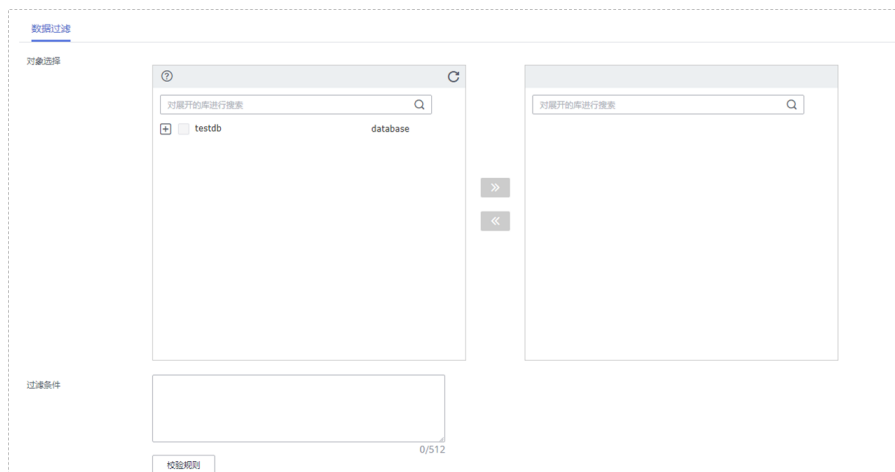 数据过滤
对象选择
对展开的库进行搜索
对展开的库进行搜索
testdb database
过滤条件
0/512
校验规则